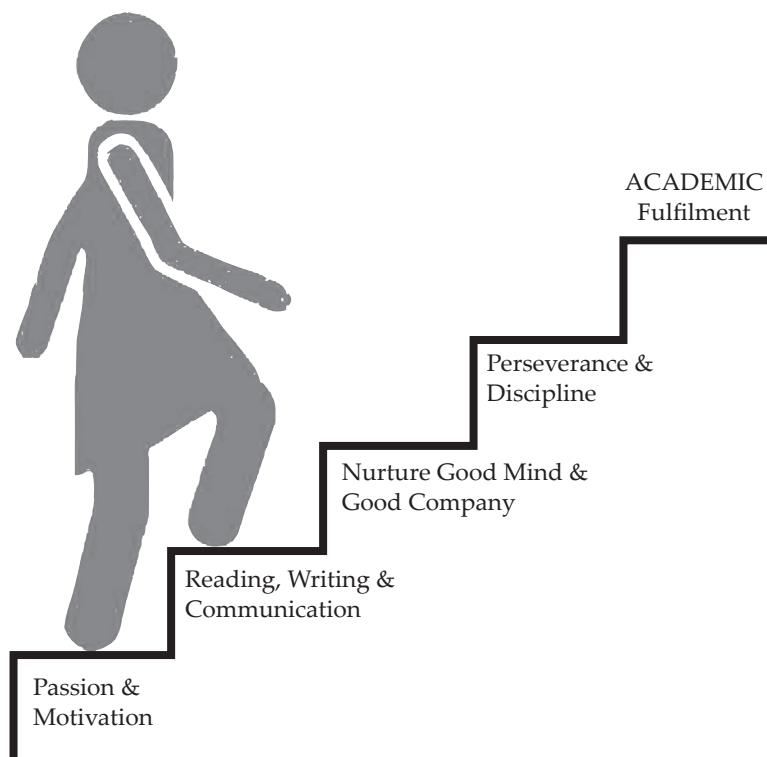 ACADEMIC
Fulfilment
Perseverance &
Discipline
Nurture Good Mind &
Good Company
Reading, Writing &
Communication
Passion &
Motivation